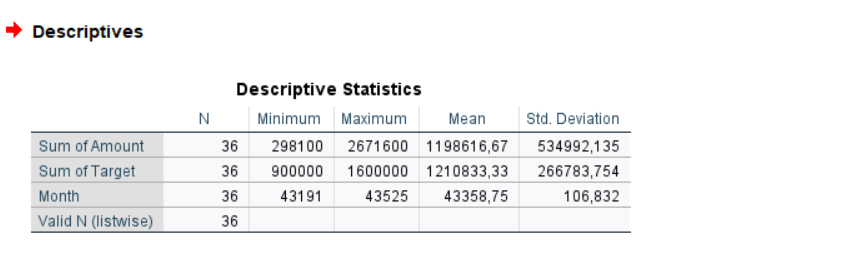 Descriptives
Descriptive Statistics
N Minimum Maximum Mean Std. Deviation
Sum of Amount 36 298100 2671600 1198616,67 534992,135
Sum of Target 36 900000 1600000 1210833,33 266783,754
Month 36 43191 43525 43358,75 106,832
Valid N (listwise) 36